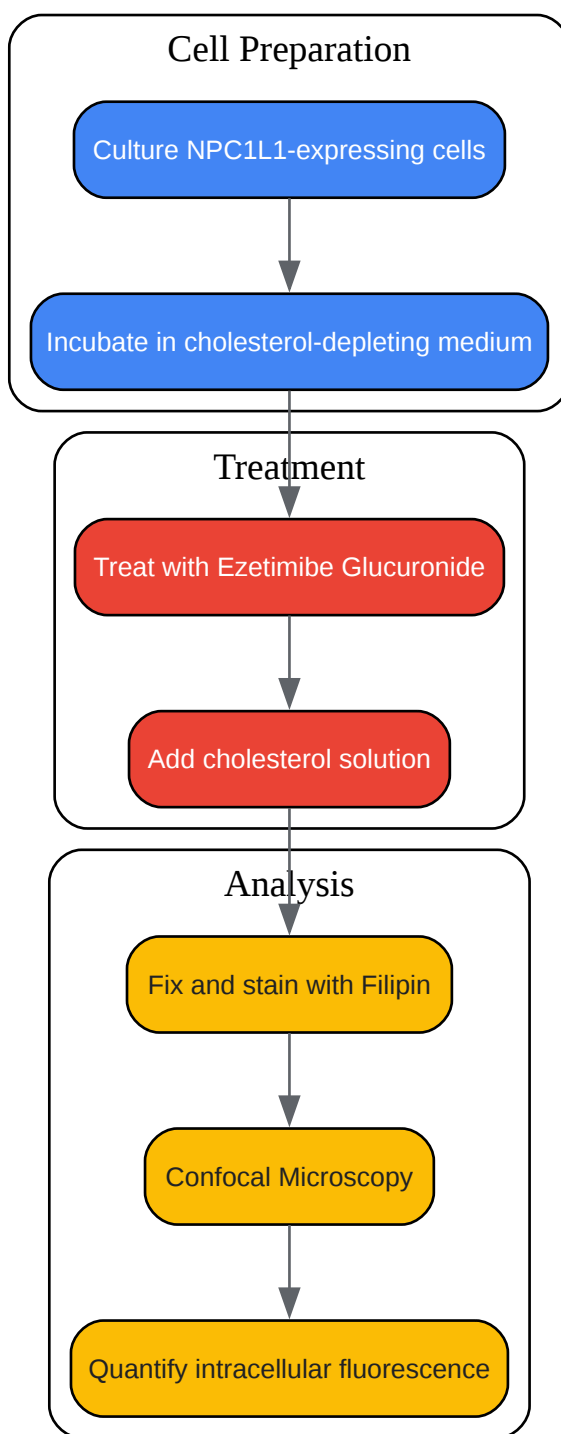 Cell Preparation
Culture NPC1L1-expressing cells
Incubate in cholesterol-depleting medium
Treatment
Treat with Ezetimibe Glucuronide
Add cholesterol solution
Analysis
Fix and stain with Filipin
Confocal Microscopy
Quantify intracellular fluorescence